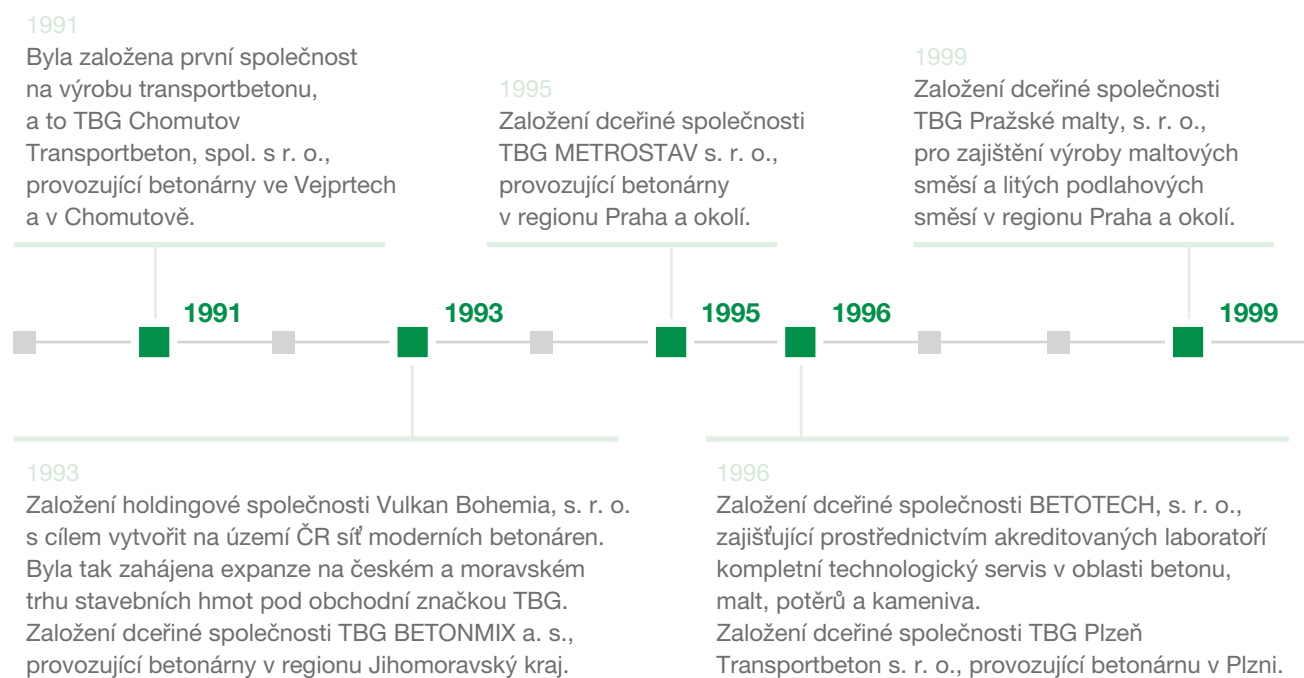 1991
Byla založena první společnost
na výrobu transportbetonu,
a to TBG Chomutov
Transportbeton, spol. s r. o.,
provozující betonárny ve Vejprtech
a v Chomutově.
1995
Založení dceřiné společnosti
TBG METROSTAV s. r. o.,
provozující betonárny
v regionu Praha a okolí.
1999
Založení dceřiné společnosti
TBG Pražské malty, s. r. o.,
pro zajištění výroby maltových
směsí a litých podlahových
směsí v regionu Praha a okolí.
1991
1993
1995
1996
1999
1993
Založení holdingové společnosti Vulkan Bohemia, s. r. o.
s cílem vytvořit na území ČR síť moderních betonáren.
Byla tak zahájena expanze na českém a moravském
trhu stavebních hmot pod obchodní značkou TBG.
Založení dceřiné společnosti TBG BETONMIX a. s.,
provozující betonárny v regionu Jihomoravský kraj.
1996
Založení dceřiné společnosti BETOTECH, s. r. o.,
zajišťující prostřednictvím akreditovaných laboratoří
kompletní technologický servis v oblasti betonu,
malt, potěrů a kameniva.
Založení dceřiné společnosti TBG Plzeň
Transportbeton s. r. o., provozující betonárnu v Plzni.